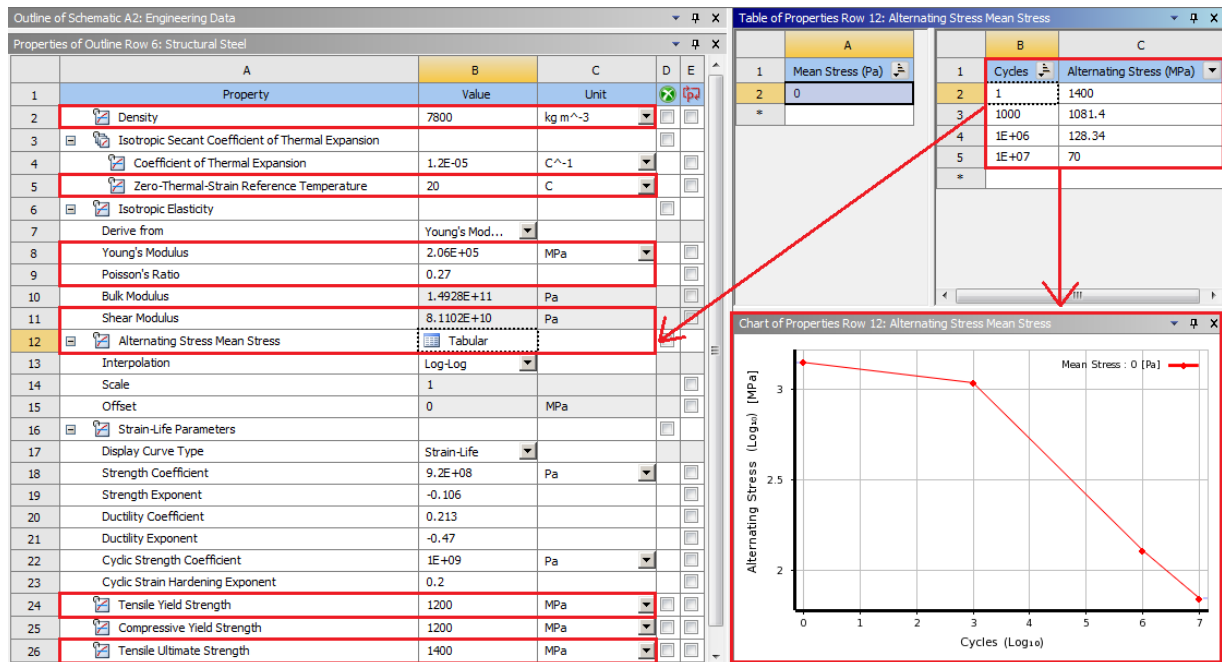 Outline of Schematic A2: Engineering Data
Properties of Outline Row 6: Structural Steel
A B C D E
1 Property Value Unit
2 Density 7800 kg m^-3
3 Isotropic Secant Coefficient of Thermal Expansion
4 Coefficient of Thermal Expansion 1.2E-05 C^-1
5 Zero-Thermal-Strain Reference Temperature 20 C
6 Isotropic Elasticity
7 Derive from Young's Mod...
8 Young's Modulus 2.06E+05 MPa
9 Poisson's Ratio 0.27
10 Bulk Modulus 1.4928E+11 Pa
11 Shear Modulus 8.1102E+10 Pa
12 Alternating Stress Mean Stress Tabular
13 Interpolation Log-Log
14 Scale 1
15 Offset 0 MPa
16 Strain-Life Parameters
17 Display Curve Type Strain-Life
18 Strength Coefficient 9.2E+08 Pa
19 Strength Exponent -0.106
20 Ductility Coefficient 0.213
21 Ductility Exponent -0.47
22 Cyclic Strength Coefficient 1E+09 Pa
23 Cyclic Strain Hardening Exponent 0.2
24 Tensile Yield Strength 1200 MPa
25 Compressive Yield Strength 1200 MPa
26 Tensile Ultimate Strength 1400 MPa
Table of Properties Row 12: Alternating Stress Mean Stress
A
1 Mean Stress (Pa)
2 0
*
B C
1 Cycles Alternating Stress (MPa)
2 1 1400
3 1000 1081.4
4 1E+06 128.34
5 1E+07 70
*
Chart of Properties Row 12: Alternating Stress Mean Stress
Mean Stress : 0 [Pa]
Alternating Stress (Log₁₀) [MPa]
3
2.5
2
0 1 2 3 4 5 6 7
Cycles (Log₁₀)